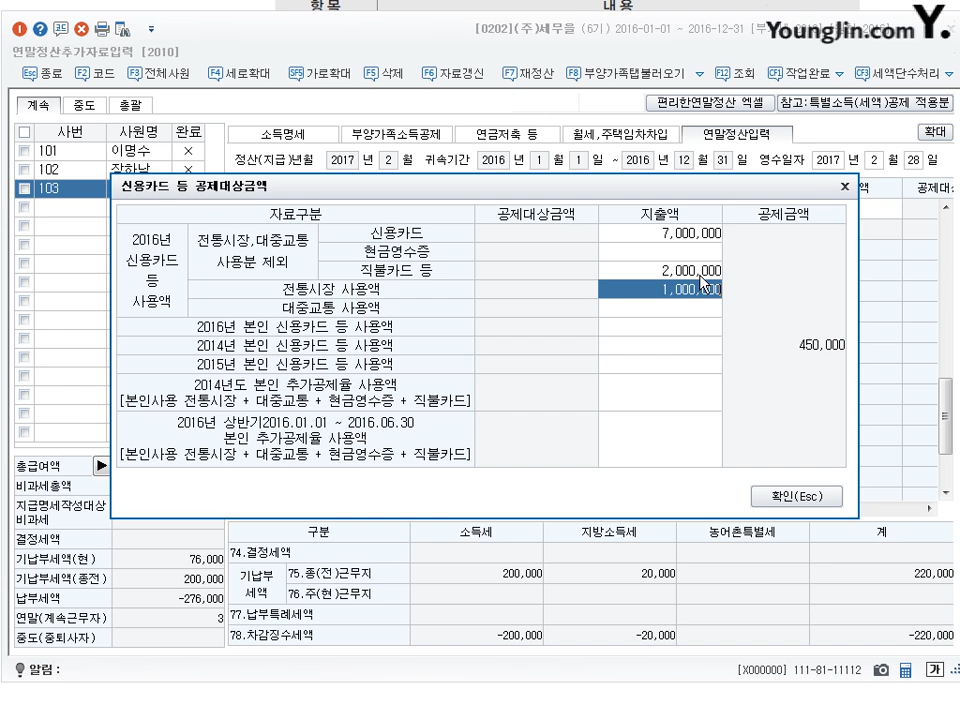 항 목 내 용
[0202](주)세무을 (6기) 2016-01-01 ~ 2016-12-31
Younglin.com Y.
연말정산추가자료입력 [2010]
Esc 종료 F2 코드 F3 전체사원 F4 세로확대 SF5 가로확대 F5 삭제 F6 자료갱신 F7 재정산 F8 부양가족탭불러오기 F12 조회 CF1 작업완료 CF3 세액단수처리
계속 중도 총괄 편리한연말정산 엑셀 참고:특별소득(세액)공제 적용분
사번 사원명 완료 소득명세 부양가족소득공제 연금저축 등 월세,주택임차차입 연말정산입력 확대
101 이명수 ×
정산(지급)년월 2017 년 2 월 귀속기간 2016 년 1 월 1 일 ~ 2016 년 12 월 31 일 영수일자 2017 년 2 월 28 일
102 장하남 ×
103
신용카드 등 공제대상금액 x
자료구분 공제대상금액 지출액 공제금액
2016년 신용카드 등 사용액
전통시장,대중교통 사용분 제외
신용카드 7,000,000
현금영수증
직불카드 등 2,000,000
전통시장 사용액 1,000,000
대중교통 사용액
2016년 본인 신용카드 등 사용액
2014년 본인 신용카드 등 사용액 450,000
2015년 본인 신용카드 등 사용액
2014년도 본인 추가공제율 사용액
[본인사용 전통시장 + 대중교통 + 현금영수증 + 직불카드]
2016년 상반기2016.01.01 ~ 2016.06.30
본인 추가공제율 사용액
[본인사용 전통시장 + 대중교통 + 현금영수증 + 직불카드]
확인(Esc)
총급여액
비과세총액
지급명세작성대상
비과세
결정세액
기납부세액(현) 76,000
기납부세액(종전) 200,000
납부세액 -276,000
연말(계속근무자) 3
중도(중퇴사자)
구분 소득세 지방소득세 농어촌특별세 계
74.결정세액
기납부 세액
75.종(전)근무지 200,000 20,000 220,000
76.주(현)근무지
77.납부특례세액
78.차감징수세액 -200,000 -20,000 -220,000
알림 : [X000000] 111-81-11112 가